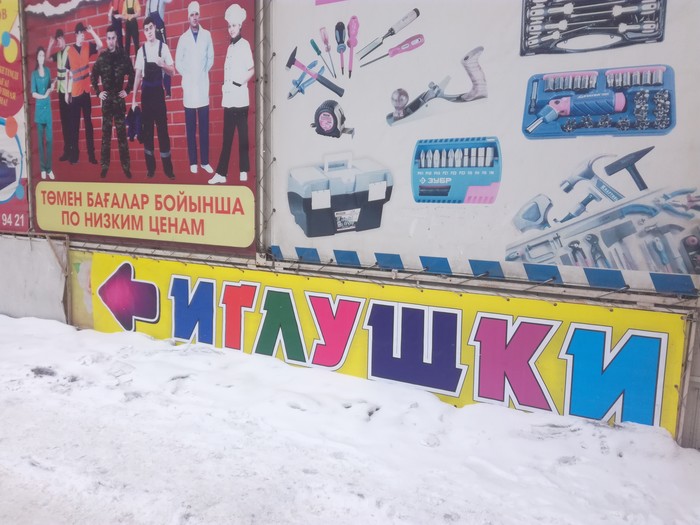 ТӨМЕН БАҒАЛАР БОЙЫНША
ПО НИЗКИМ ЦЕНАМ
94 21
ЗУБР
ИГЛУШКИ